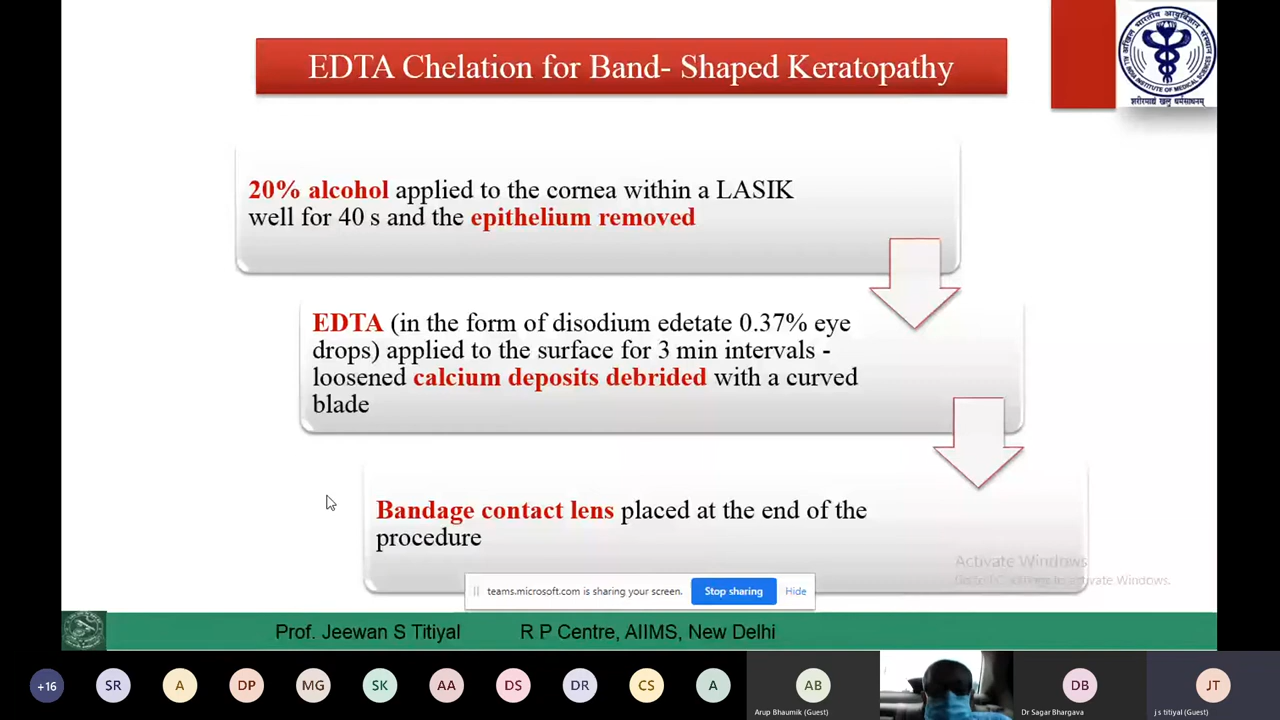 EDTA Chelation for Band- Shaped Keratopathy
20% alcohol applied to the cornea within a LASIK
well for 40 s and the epithelium removed
EDTA (in the form of disodium edetate 0.37% eye
drops) applied to the surface for 3 min intervals -
loosened calcium deposits debrided with a curved
blade
Bandage contact lens placed at the end of the
procedure
Activate Windows
teams.microsoft.com is sharing your screen.
Stop sharing
Hide
Prof. Jeewan S Titiyal
R P Centre, AIIMS, New Delhi
+16
SR
A
DP
MG
SK
AA
DS
DR
CS
A
AB
DB
JT
Arup Bhaumik (Guest)
Dr Sagar Bhargava
j s titiyal (Guest)